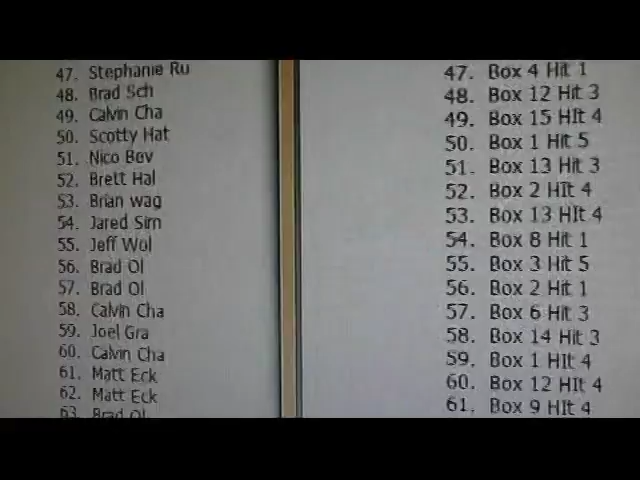 47. Stephanie Ru
48. Brad Sch
49. Calvin Cha
50. Scotty Hat
51. Nico Bov
52. Brett Hal
53. Brian wag
54. Jared Sim
55. Jeff Wol
56. Brad Ol
57. Brad Ol
58. Calvin Cha
59. Joel Gra
60. Calvin Cha
61. Matt Eck
62. Matt Eck
63. Brad Ol
47. Box 4 Hit 1
48. Box 12 Hit 3
49. Box 15 HIt 4
50. Box 1 Hit 5
51. Box 13 Hit 3
52. Box 2 HIt 4
53. Box 13 HIt 4
54. Box 8 Hit 1
55. Box 3 Hit 5
56. Box 2 Hit 1
57. Box 6 Hit 3
58. Box 14 Hit 3
59. Box 1 HIt 4
60. Box 12 HIt 4
61. Box 9 HIt 4